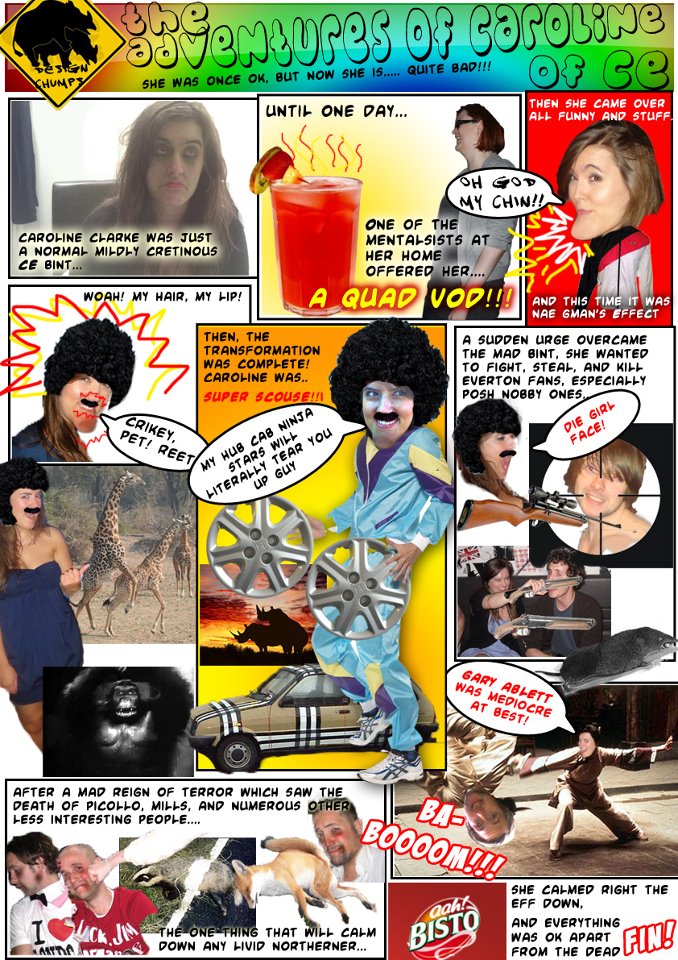 DESIGN
CHUMPS
the
adventures of caroline
of ce
SHE WAS ONCE OK, BUT NOW SHE IS..... QUITE BAD!!!
CAROLINE CLARKE WAS JUST
A NORMAL MILDLY CRETINOUS
CE BINT...
UNTIL ONE DAY...
ONE OF THE
MENTALSISTS AT
HER HOME
OFFERED HER....
A QUAD VOD!!!
THEN SHE CAME OVER
ALL FUNNY AND STUFF.
OH GOD
MY CHIN!!
AND THIS TIME IT WAS
NAE GMAN'S EFFECT
WOAH! MY HAIR, MY LIP!
CRIKEY,
PET! REET
THEN, THE
TRANSFORMATION
WAS COMPLETE!
CAROLINE WAS..
SUPER SCOUSE!!!
MY HUB CAB NINJA
STARS WILL
LITERALLY TEAR YOU
UP GUY
A SUDDEN URGE OVERCAME
THE MAD BINT, SHE WANTED
TO FIGHT, STEAL, AND KILL
EVERTON FANS, ESPECIALLY
POSH NOBBY ONES..
DIE GIRL
FACE!
GARY ABLETT
WAS MEDIOCRE
AT BEST!
BA-
BOOOOM!!!
AFTER A MAD REIGN OF TERROR WHICH SAW THE
DEATH OF PICOLLO, MILLS, AND NUMEROUS OTHER
LESS INTERESTING PEOPLE....
I
THE ONE THING THAT WILL CALM
DOWN ANY LIVID NORTHERNER...
aah!
BISTO
SHE CALMED RIGHT THE
EFF DOWN,
AND EVERYTHING
WAS OK APART
FROM THE DEAD
FIN!